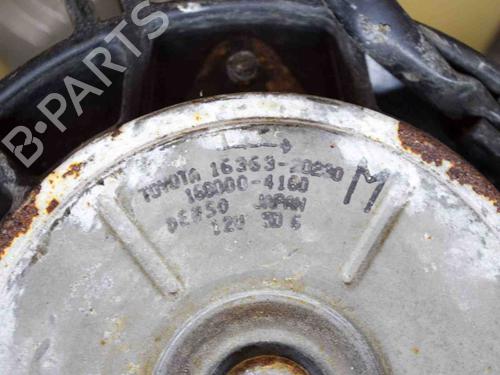 B-PARTS
TOYOTA 16363-20290
168000-4160
DENSO JAPAN
12V
M